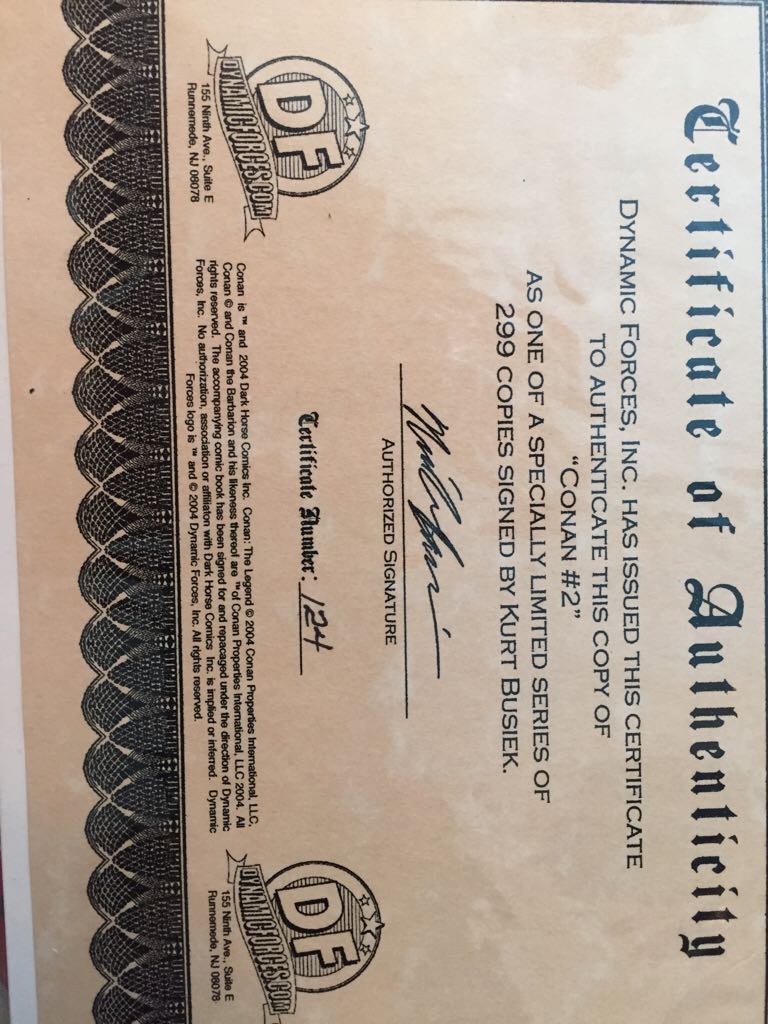 Certificate of Authenticity
DYNAMIC FORCES, INC. HAS ISSUED THIS CERTIFICATE
TO AUTHENTICATE THIS COPY OF
“CONAN #2”
AS ONE OF A SPECIALLY LIMITED SERIES OF
299 COPIES SIGNED BY KURT BUSIEK.
AUTHORIZED SIGNATURE
Certificate Number: 124
DF
DYNAMICFORCES.COM
155 Ninth Ave., Suite E
Runnemede, NJ 08078
Conan is ™ and 2004 Dark Horse Comics Inc. Conan: The Legend © 2004 Conan Properties International, LLC,
Conan © and Conan the Barbarion and his likeness thereof are ™of Conan Properties International, LLC 2004. All
rights reserved. The accompanying comic book has been signed for and repacaged under the direction of Dynamic
Forces, Inc. No authorization, association or affiliaton with Dark Horse Comics Inc. is implied or inferred. Dynamic
Forces logo is ™ and © 2004 Dynamic Forces, Inc. All rights reserved.
DF
DYNAMICFORCES.COM
155 Ninth Ave., Suite E
Runnemede, NJ 08078